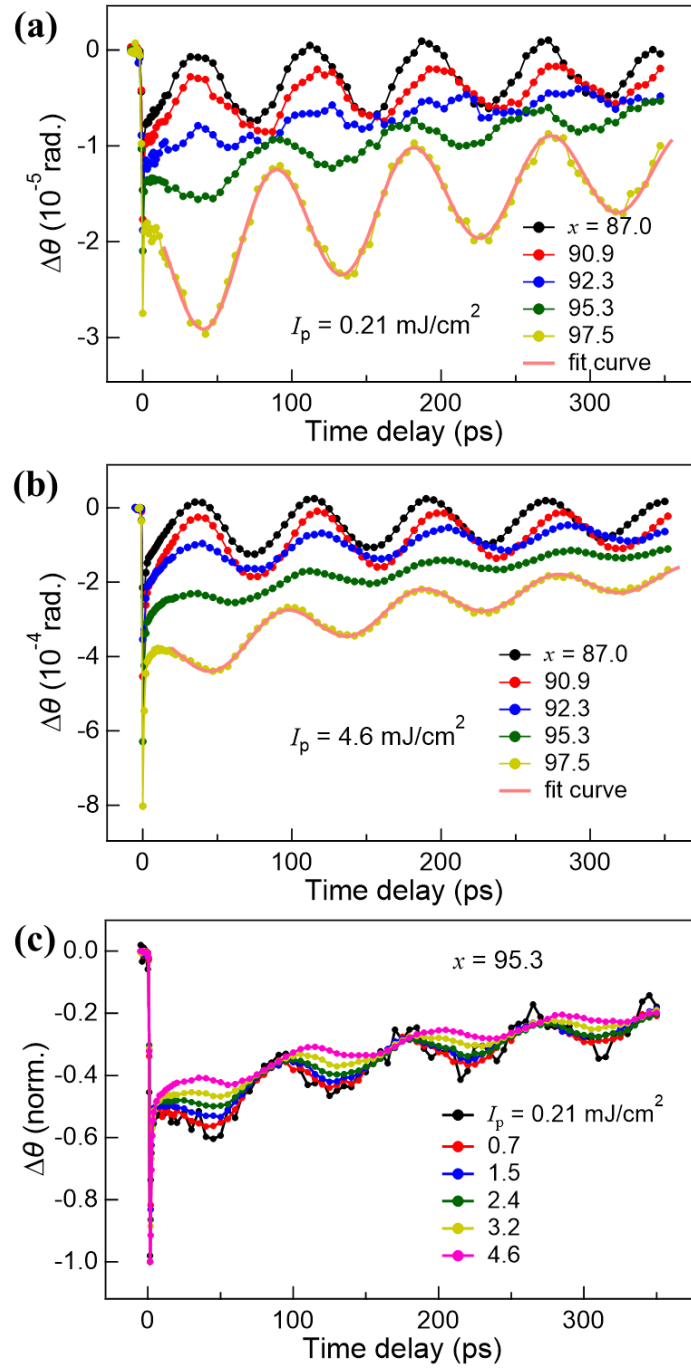 (a)
0
-1
-2
-3
Δθ (10⁻⁵ rad.)
x = 87.0
90.9
92.3
95.3
97.5
fit curve
Iₚ = 0.21 mJ/cm²
0 100 200 300
Time delay (ps)
(b)
0
-2
-4
-6
-8
Δθ (10⁻⁴ rad.)
x = 87.0
90.9
92.3
95.3
97.5
fit curve
Iₚ = 4.6 mJ/cm²
0 100 200 300
Time delay (ps)
(c)
0.0
-0.2
-0.4
-0.6
-0.8
-1.0
Δθ (norm.)
x = 95.3
Iₚ = 0.21 mJ/cm²
0.7
1.5
2.4
3.2
4.6
0 100 200 300
Time delay (ps)